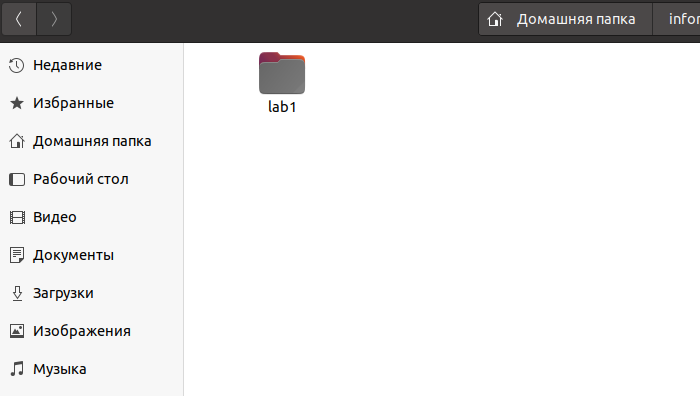 Домашняя папка
lab1
Недавние
Избранные
Домашняя папка
Рабочий стол
Видео
Документы
Загрузки
Изображения
Музыка